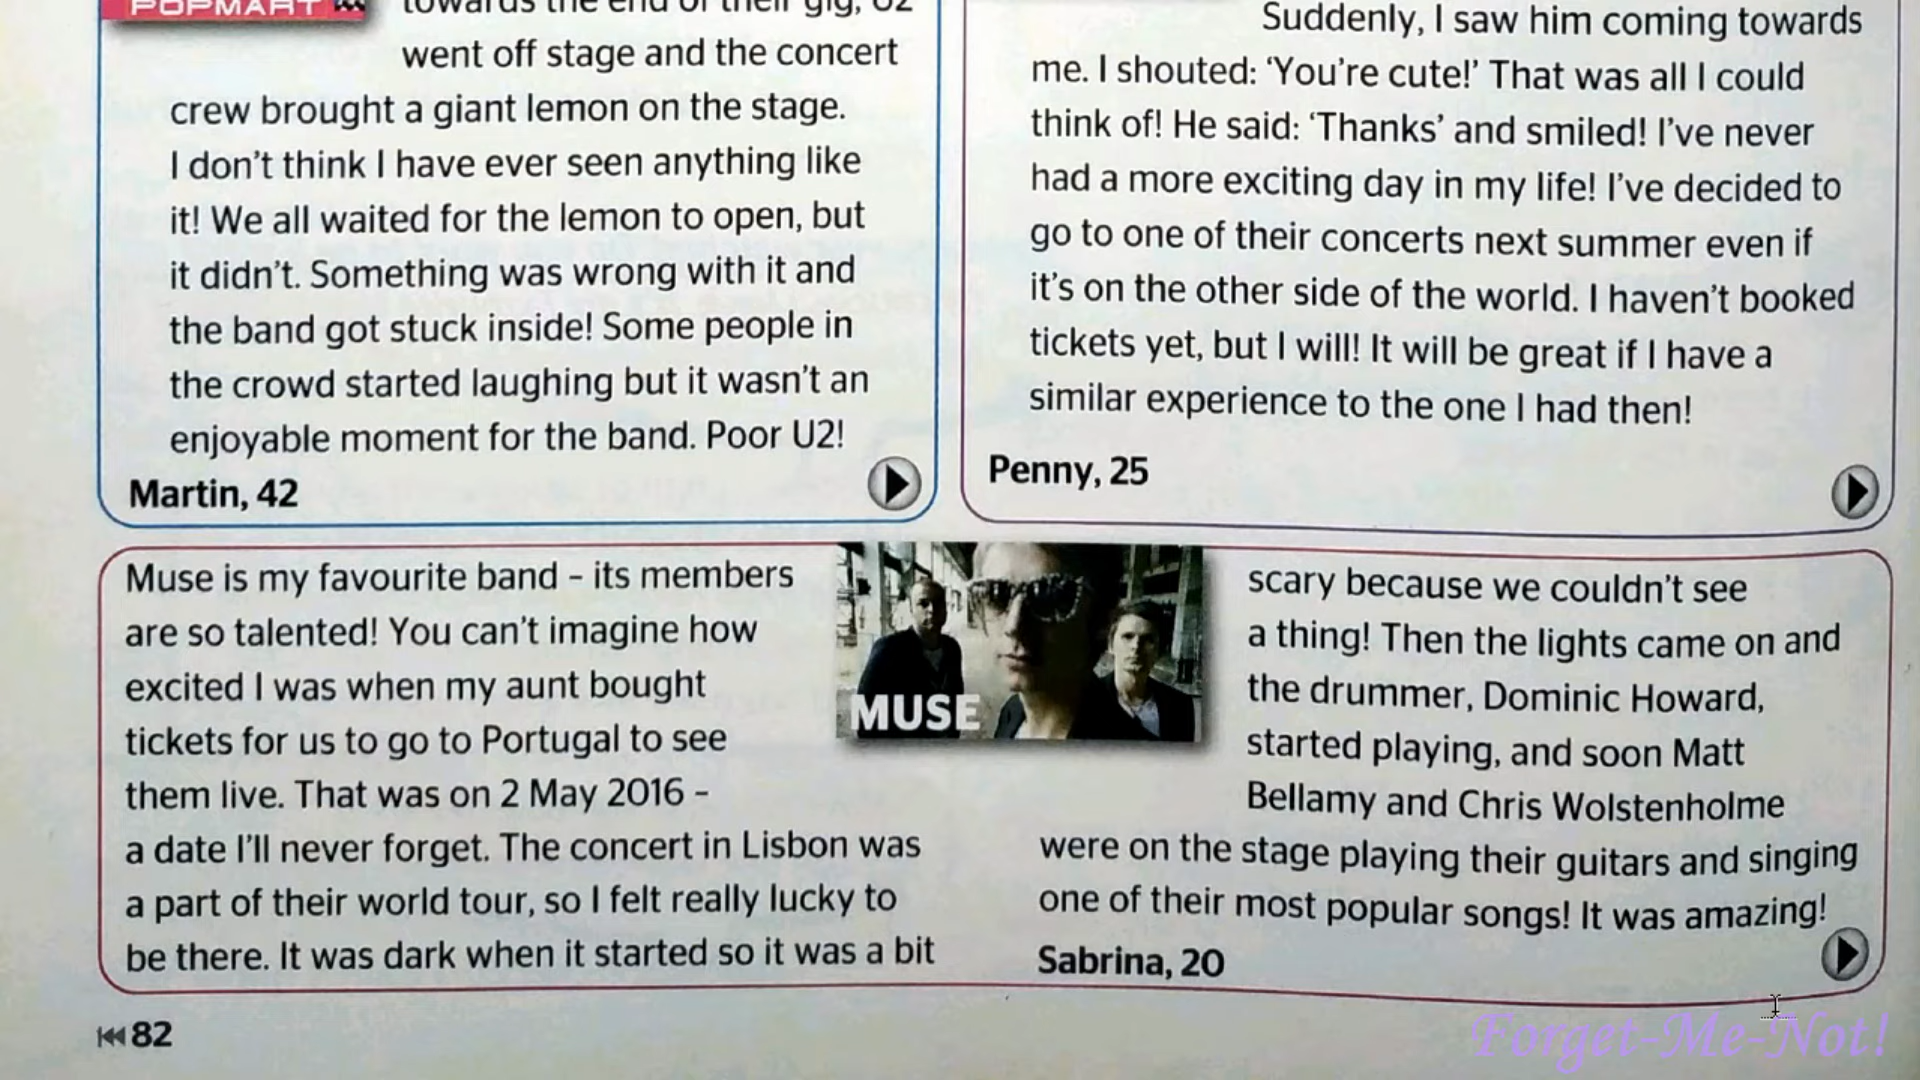 POPMART
towards the end of their gig, U2
went off stage and the concert
crew brought a giant lemon on the stage.
I don't think I have ever seen anything like
it! We all waited for the lemon to open, but
it didn't. Something was wrong with it and
the band got stuck inside! Some people in
the crowd started laughing but it wasn't an
enjoyable moment for the band. Poor U2!
Martin, 42
Suddenly, I saw him coming towards
me. I shouted: ‘You're cute!’ That was all I could
think of! He said: ‘Thanks’ and smiled! I've never
had a more exciting day in my life! I've decided to
go to one of their concerts next summer even if
it's on the other side of the world. I haven't booked
tickets yet, but I will! It will be great if I have a
similar experience to the one I had then!
Penny, 25
Muse is my favourite band – its members
are so talented! You can't imagine how
excited I was when my aunt bought
tickets for us to go to Portugal to see
them live. That was on 2 May 2016 –
a date I'll never forget. The concert in Lisbon was
a part of their world tour, so I felt really lucky to
be there. It was dark when it started so it was a bit
MUSE
scary because we couldn't see
a thing! Then the lights came on and
the drummer, Dominic Howard,
started playing, and soon Matt
Bellamy and Chris Wolstenholme
were on the stage playing their guitars and singing
one of their most popular songs! It was amazing!
Sabrina, 20
82
Forget-Me-Not!